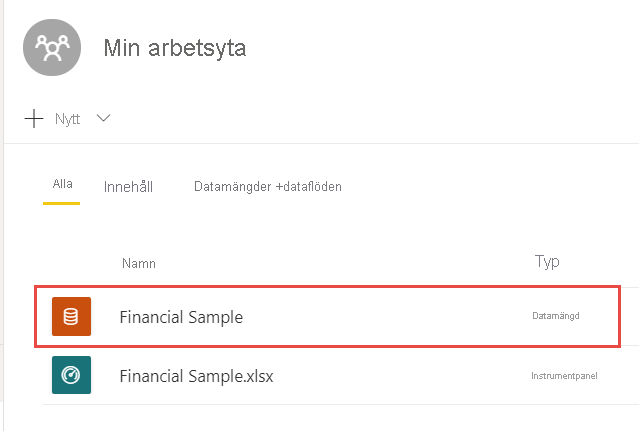 Min arbetsyta
Nytt
Alla Innehåll Datamängder +dataflöden
Namn Typ
Financial Sample Datamängd
Financial Sample.xlsx Instrumentpanel